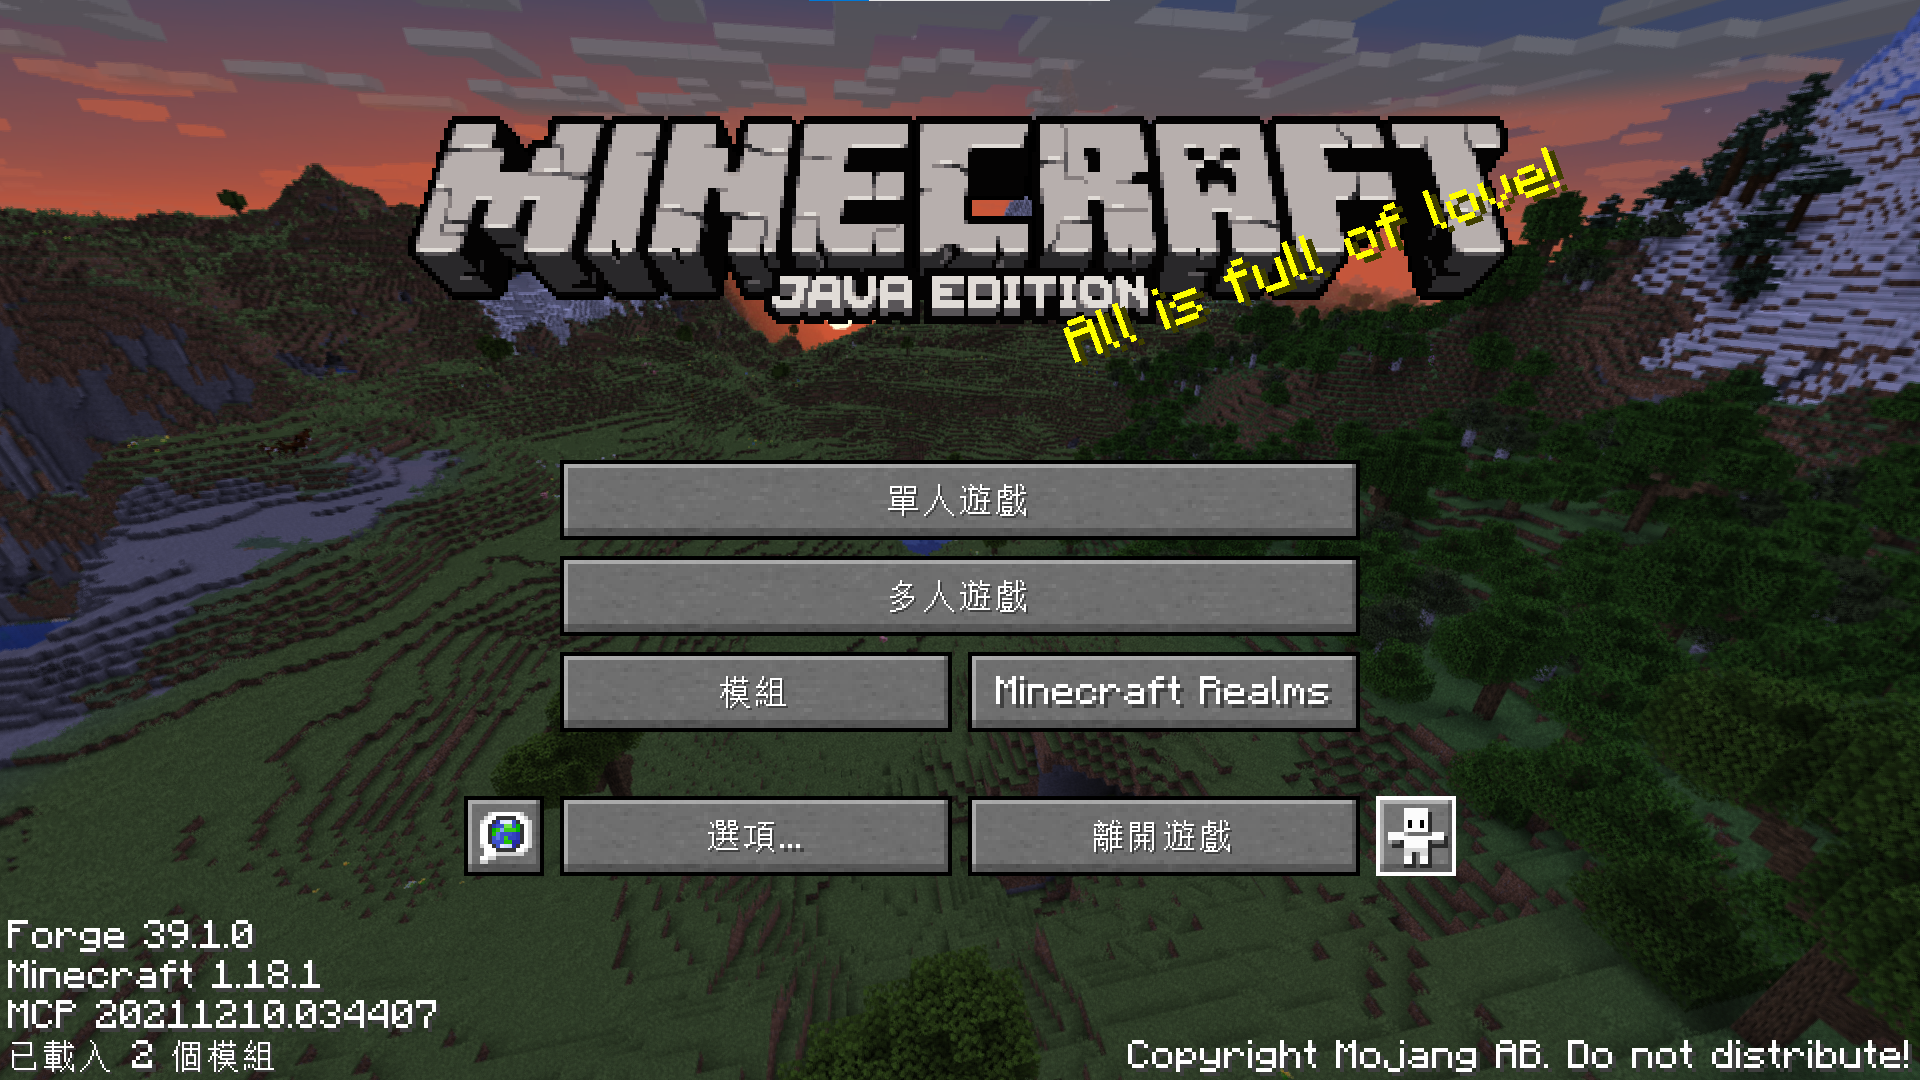 MINECRAFT
JAVA EDITION
All is full of love!
單人遊戲
多人遊戲
模組
Minecraft Realms
選項...
離開遊戲
Forge 39.1.0
Minecraft 1.18.1
MCP 20211210.034407
已載入 2 個模組
Copyright Mojang AB. Do not distribute!